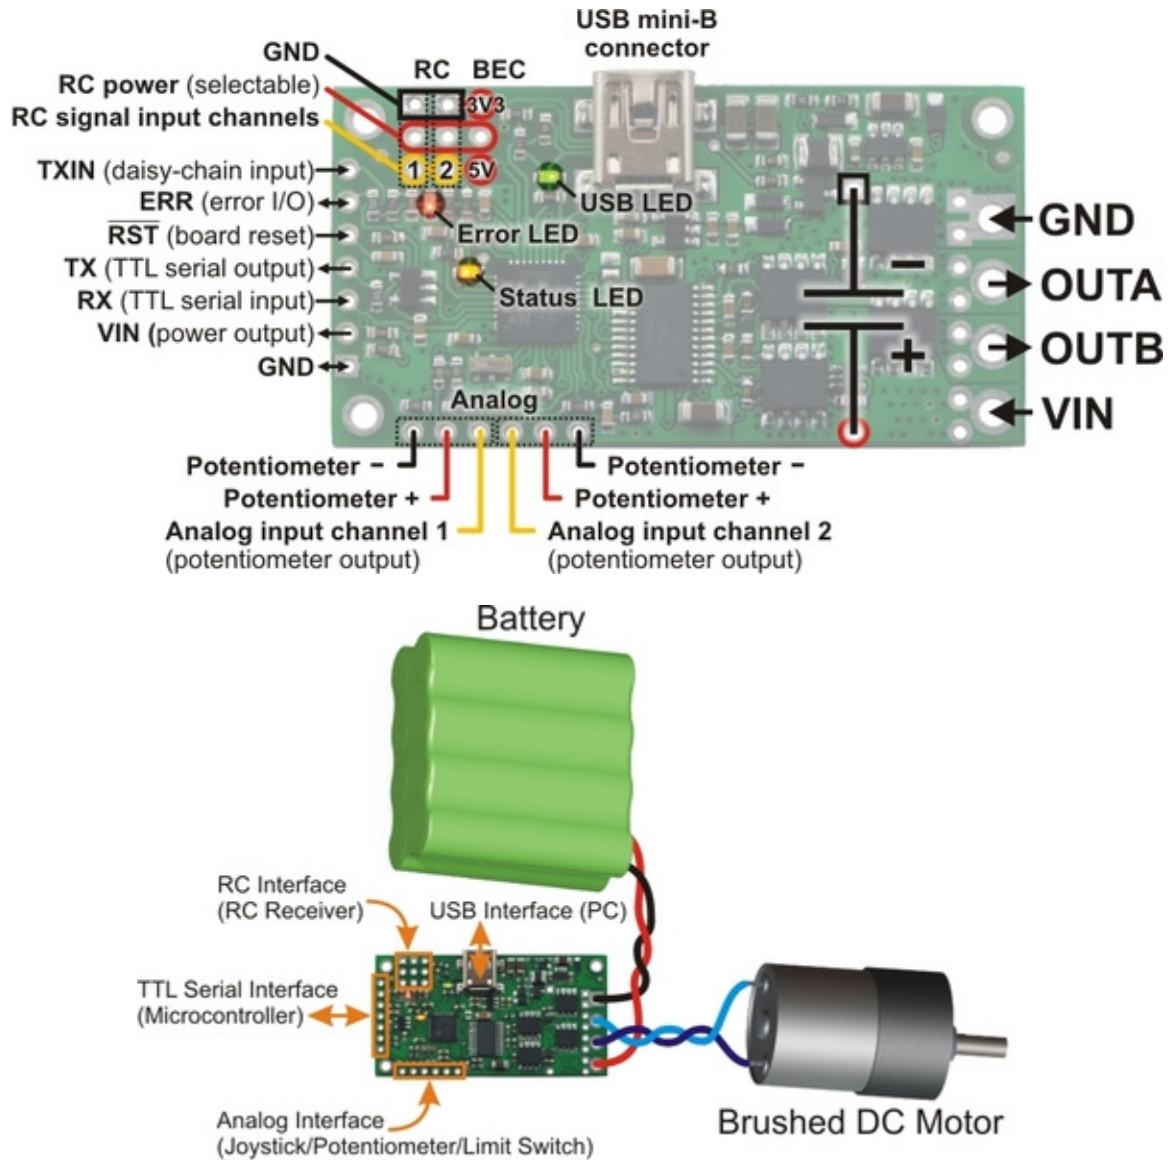 USB mini-B
connector
GND
RC BEC
RC power (selectable)
3V3
RC signal input channels
1 2 5V
TXIN (daisy-chain input)
USB LED
ERR (error I/O)
Error LED
GND
RST (board reset)
TX (TTL serial output)
−
OUTA
Status LED
RX (TTL serial input)
VIN (power output)
+
OUTB
GND
Analog
VIN
Potentiometer −
Potentiometer −
Potentiometer +
Potentiometer +
Analog input channel 1
(potentiometer output)
Analog input channel 2
(potentiometer output)
Battery
RC Interface
(RC Receiver)
USB Interface (PC)
TTL Serial Interface
(Microcontroller)
Analog Interface
(Joystick/Potentiometer/Limit Switch)
Brushed DC Motor